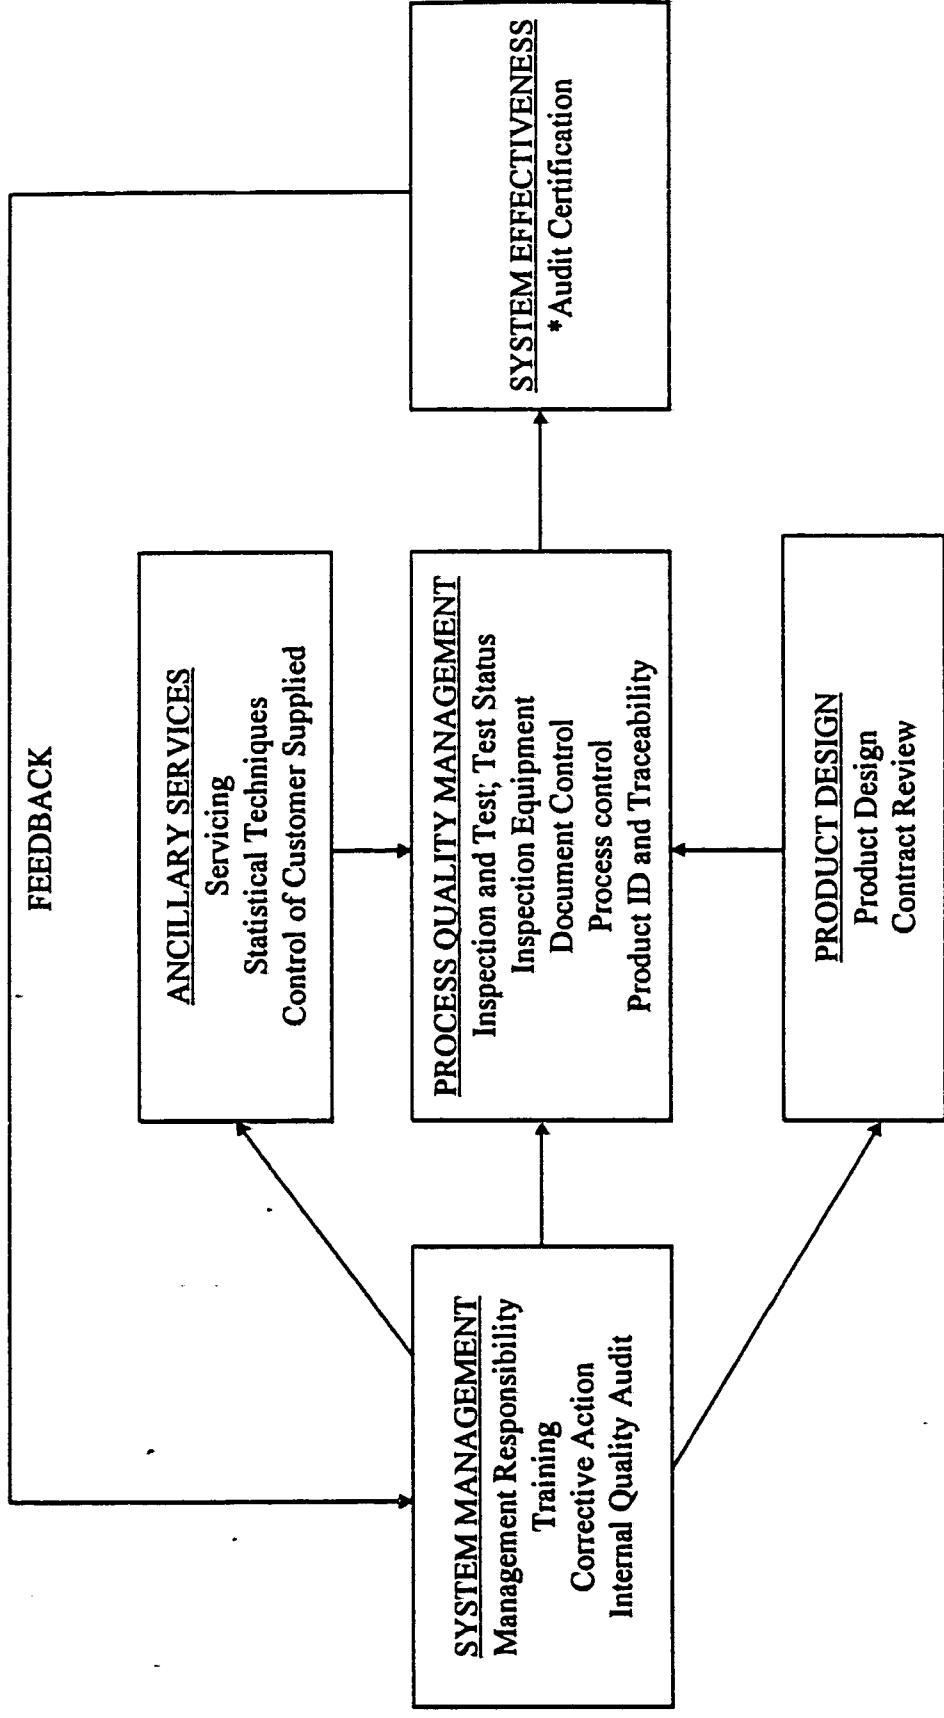 FEEDBACK
ANCILLARY SERVICES
Servicing
Statistical Techniques
Control of Customer Supplied
SYSTEM MANAGEMENT
Management Responsibility
Training
Corrective Action
Internal Quality Audit
PROCESS QUALITY MANAGEMENT
Inspection and Test; Test Status
Inspection Equipment
Document Control
Process control
Product ID and Traceability
SYSTEM EFFECTIVENESS
*Audit Certification
PRODUCT DESIGN
Product Design
Contract Review